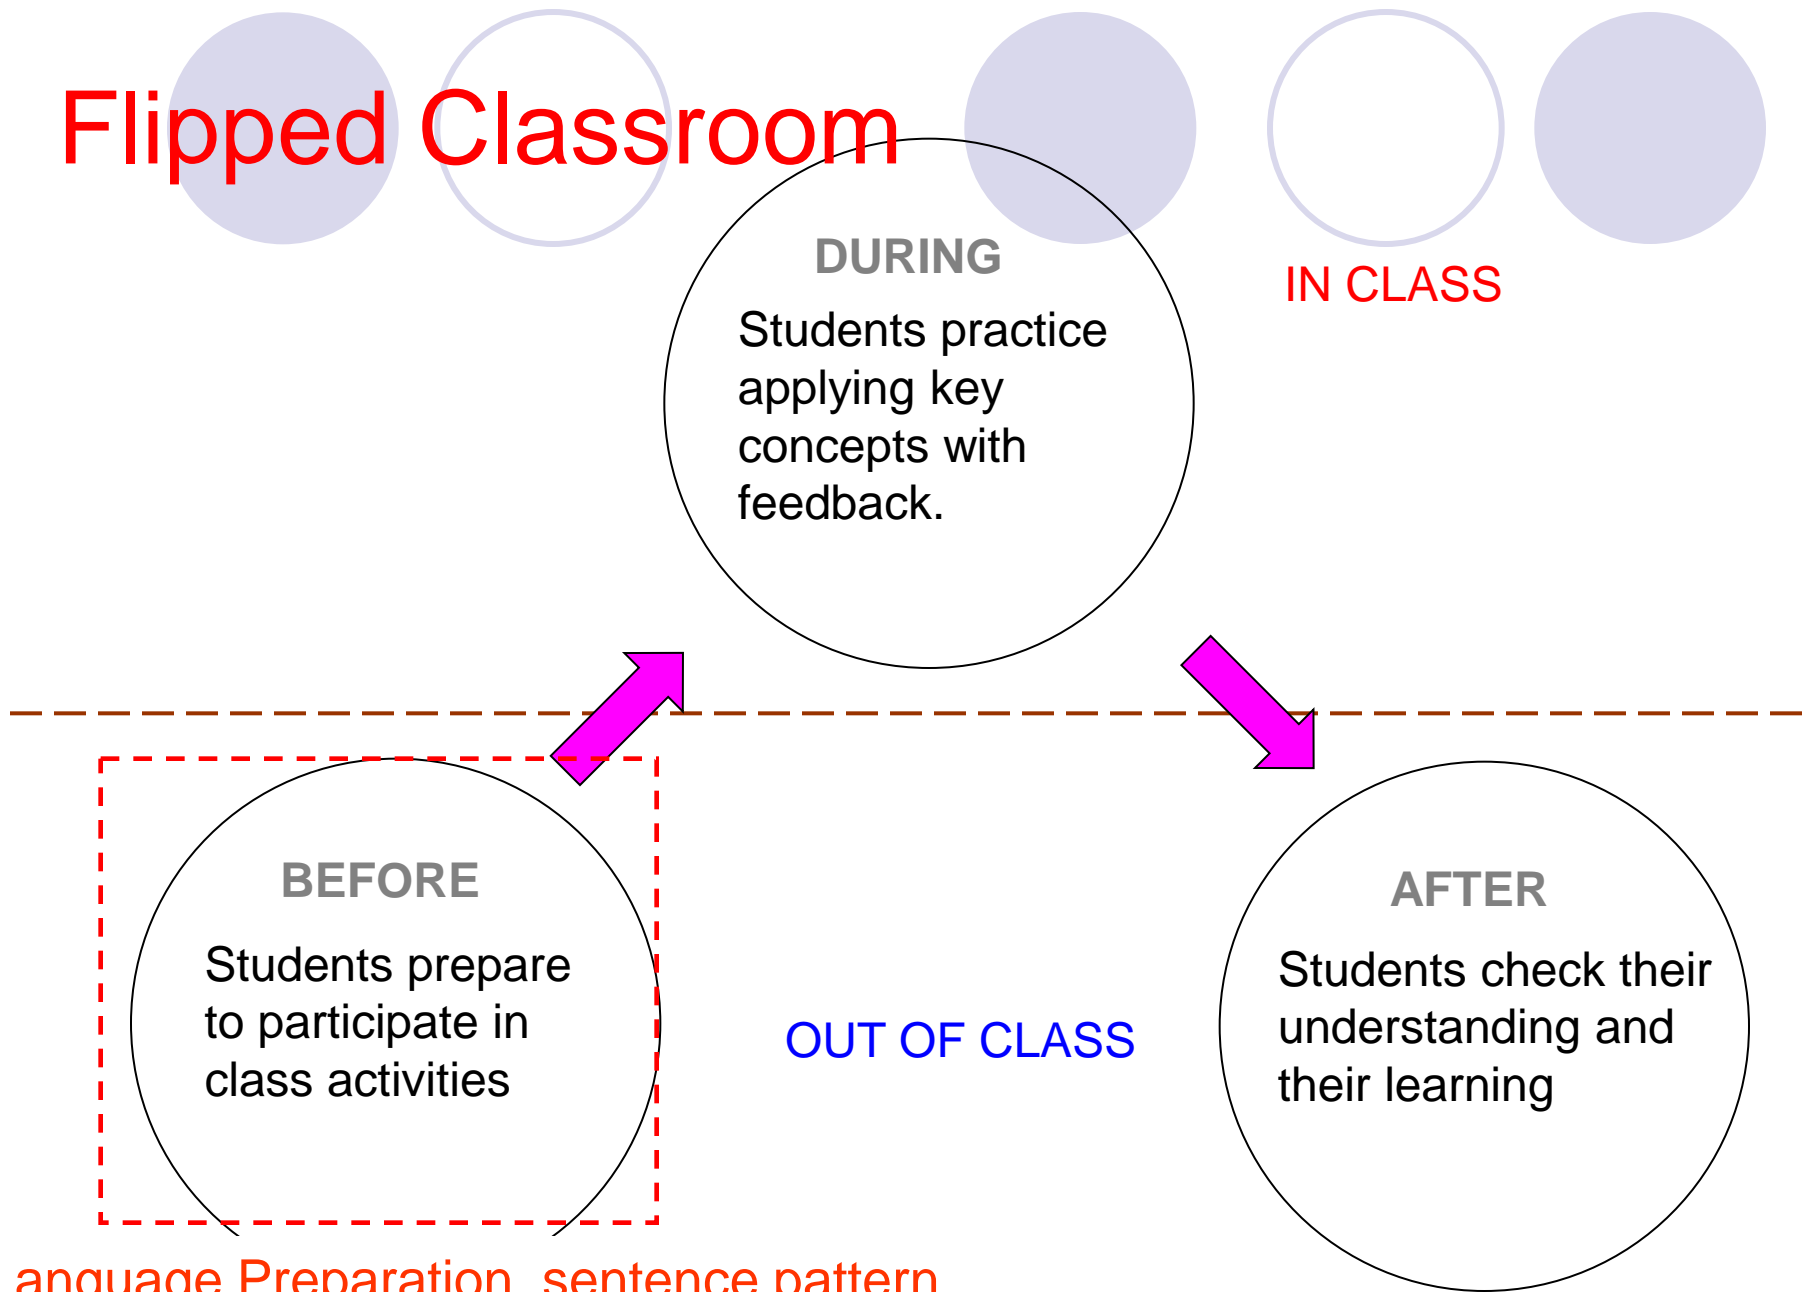 Flipped Classroom
DURING
IN CLASS
Students practice
applying key
concepts with
feedback.
BEFORE
Students prepare
to participate in
class activities
OUT OF CLASS
AFTER
Students check their
understanding and
their learning
anguage Preparation, sentence pattern